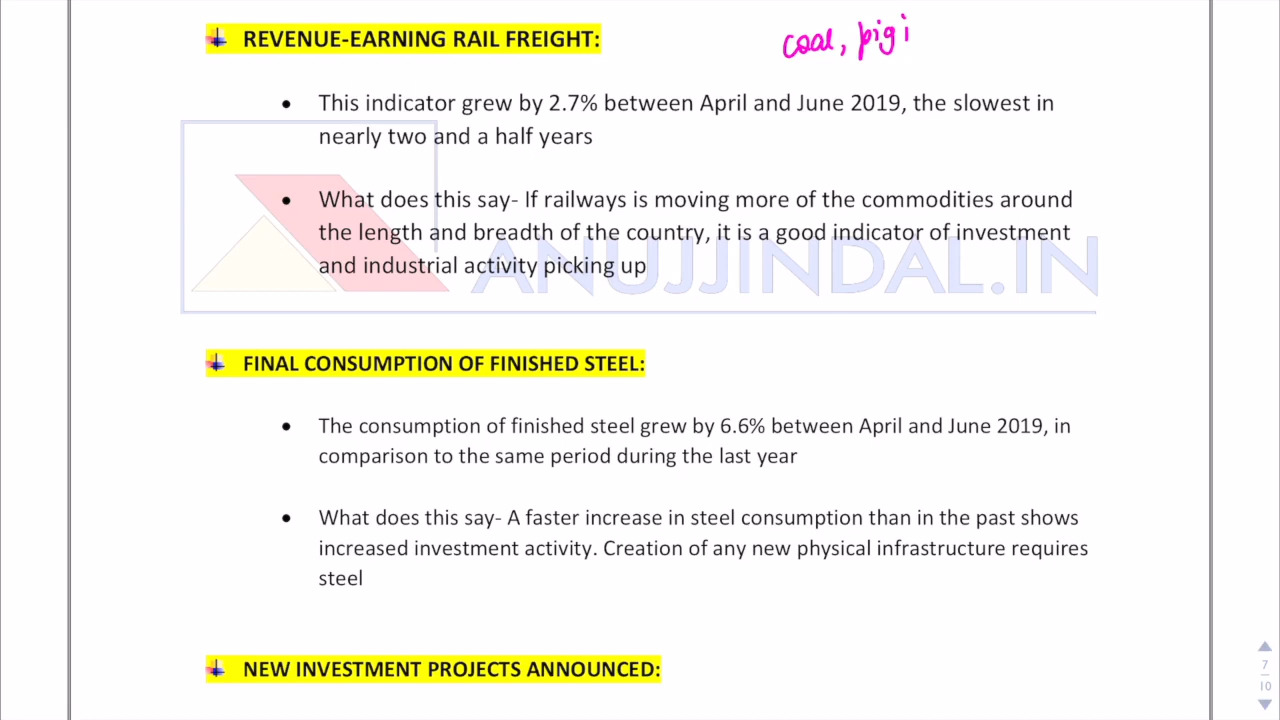 REVENUE-EARNING RAIL FREIGHT:
coal, pigi
This indicator grew by 2.7% between April and June 2019, the slowest in
nearly two and a half years
What does this say- If railways is moving more of the commodities around
the length and breadth of the country, it is a good indicator of investment
and industrial activity picking up
ANUJJINDAL.IN
FINAL CONSUMPTION OF FINISHED STEEL:
The consumption of finished steel grew by 6.6% between April and June 2019, in
comparison to the same period during the last year
What does this say- A faster increase in steel consumption than in the past shows
increased investment activity. Creation of any new physical infrastructure requires
steel
NEW INVESTMENT PROJECTS ANNOUNCED:
7
10